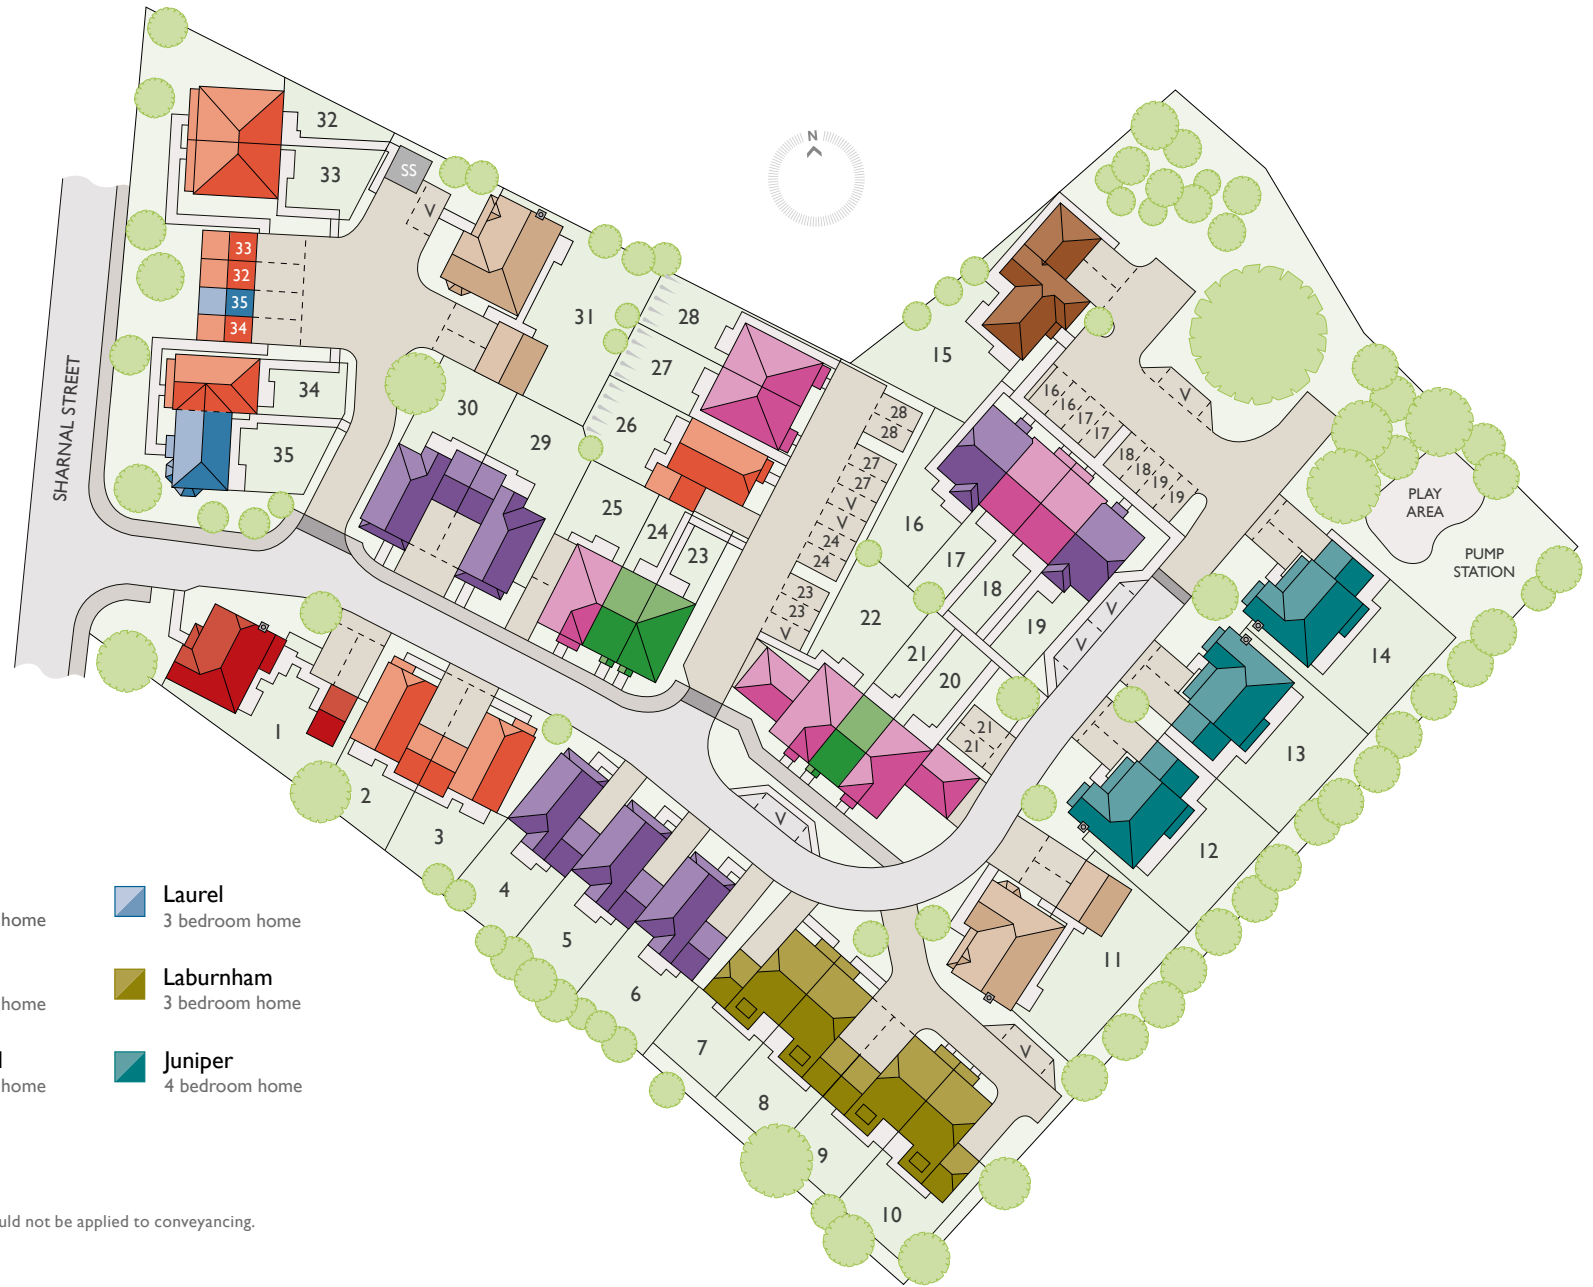 N
32
33
SS
V
33
32
35
34
34
35
SHARNAL STREET
31
30
29
28
27
26
25
24
23
28
28
27
27
V
V
24
24
23
23
V
15
16
16
17
17
18
18
19
19
V
16
17
18
19
22
21
20
21
21
V
V
V
PLAY
AREA
PUMP
STATION
14
13
12
11
V
1
2
3
4
5
6
7
8
9
10
home
home
l
home
Laurel
3 bedroom home
Laburnham
3 bedroom home
Juniper
4 bedroom home
uld not be applied to conveyancing.